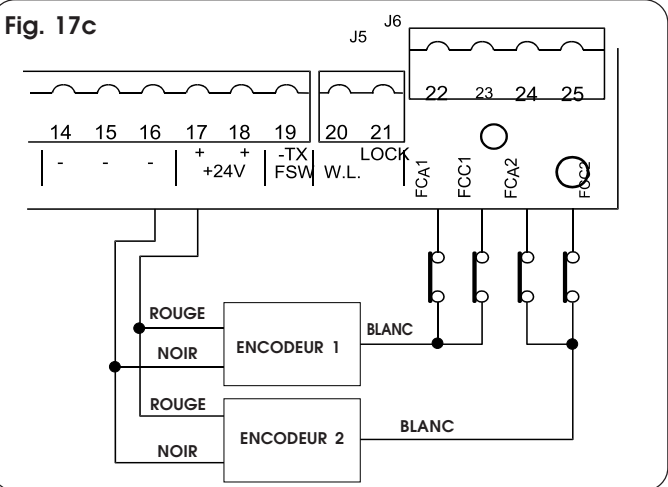 Fig. 17c
J5 J6
22 23 24 25
14 15 16 17 18 19 20 21
- - - + + -TX LOCK
+24V FSW W.L.
FCA1 FCC1 FCA2 FCC2
ROUGE
ENCODEUR 1
BLANC
NOIR
ROUGE
ENCODEUR 2
BLANC
NOIR